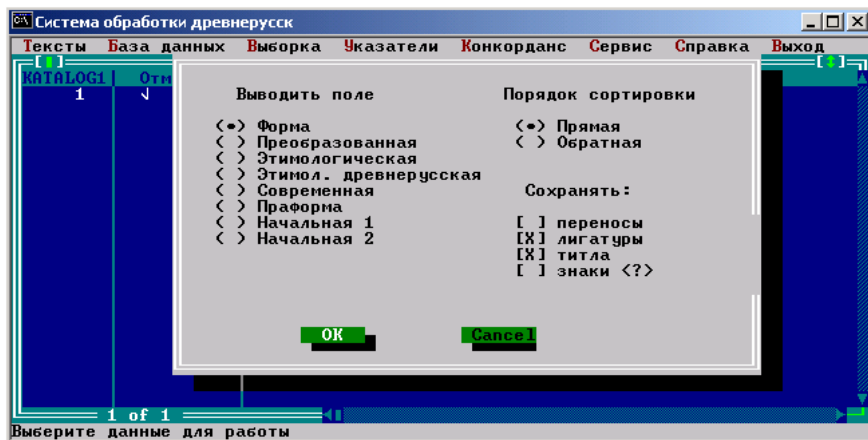 Система обработки древнерусск
Тексты База данных Выборка Указатели Конкорданс Сервис Справка Выход
KATALOG1 Отм
1 √
Выводить поле
(•) Форма
( ) Преобразованная
( ) Этимологическая
( ) Этимол. древнерусская
( ) Современная
( ) Праформа
( ) Начальная 1
( ) Начальная 2
Порядок сортировки
(•) Прямая
( ) Обратная
Сохранять:
[ ] переносы
[X] лигатуры
[X] титла
[ ] знаки <?>
OK Cancel
1 of 1
Выберите данные для работы